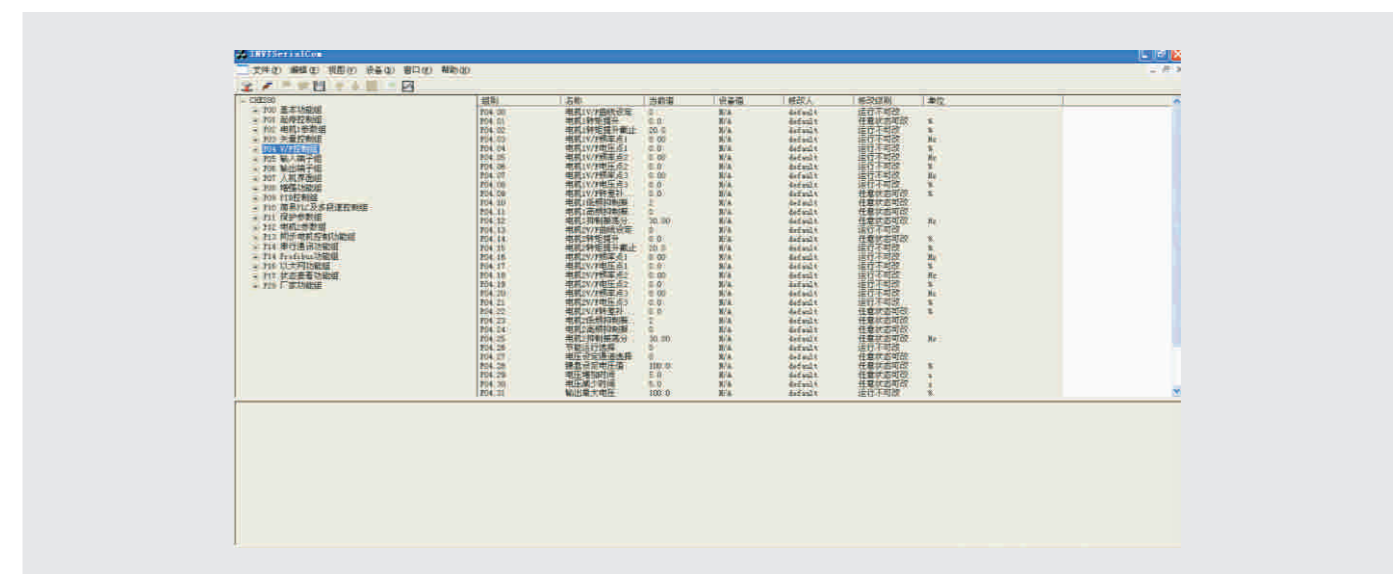 INVTSerialCom
文件(F) 编辑(E) 视图(V) 设备(Q) 窗口(W) 帮助(H)
CHE280
P00 基本功能组
P01 起停控制组
P02 电机1参数组
P03 矢量控制组
P04 V/F控制组
P05 输入端子组
P06 输出端子组
P07 人机界面组
P08 增强功能组
P09 PID控制组
P10 简易PLC及多段速控制组
P11 保护参数组
P12 电机2参数组
P13 同步电机控制功能组
P14 串行通讯功能组
P14 Profibus功能组
P16 以太网功能组
P17 状态查看功能组
P29 厂家功能组
组别 名称 当前值 设备值 修改人 修改级别 单位
P04.00 电机1V/F曲线设定 0 N/A default 运行不可改
P04.01 电机1转矩提升 0.0 N/A default 任意状态可改 %
P04.02 电机1转矩提升截止 20.0 N/A default 运行不可改 %
P04.03 电机1V/F频率点1 0.00 N/A default 运行不可改 Hz
P04.04 电机1V/F电压点1 0.0 N/A default 运行不可改 %
P04.05 电机1V/F频率点2 0.00 N/A default 运行不可改 Hz
P04.06 电机1V/F电压点2 0.0 N/A default 运行不可改 %
P04.07 电机1V/F频率点3 0.00 N/A default 运行不可改 Hz
P04.08 电机1V/F电压点3 0.0 N/A default 运行不可改 %
P04.09 电机1V/F转差补... 0.0 N/A default 任意状态可改 %
P04.10 电机1低频抑制振... 2 N/A default 任意状态可改
P04.11 电机1高频抑制振... 0 N/A default 任意状态可改
P04.12 电机1抑制振荡分... 30.00 N/A default 任意状态可改 Hz
P04.13 电机2V/F曲线设定 0 N/A default 运行不可改
P04.14 电机2转矩提升 0.0 N/A default 任意状态可改 %
P04.15 电机2转矩提升截止 20.0 N/A default 运行不可改 %
P04.16 电机2V/F频率点1 0.00 N/A default 运行不可改 Hz
P04.17 电机2V/F电压点1 0.0 N/A default 运行不可改 %
P04.18 电机2V/F频率点2 0.00 N/A default 运行不可改 Hz
P04.19 电机2V/F电压点2 0.0 N/A default 运行不可改 %
P04.20 电机2V/F频率点3 0.00 N/A default 运行不可改 Hz
P04.21 电机2V/F电压点3 0.0 N/A default 运行不可改 %
P04.22 电机2V/F转差补... 0.0 N/A default 任意状态可改 %
P04.23 电机2低频抑制振... 2 N/A default 任意状态可改
P04.24 电机2高频抑制振... 0 N/A default 任意状态可改
P04.25 电机2抑制振荡分... 30.00 N/A default 任意状态可改 Hz
P04.26 节能运行选择 0 N/A default 运行不可改
P04.27 电压设定通道选择 0 N/A default 任意状态可改
P04.28 键盘设定电压值 100.0 N/A default 任意状态可改 %
P04.29 电压增加时间 5.0 N/A default 任意状态可改 s
P04.30 电压减少时间 5.0 N/A default 任意状态可改 s
P04.31 输出最大电压 100.0 N/A default 运行不可改 %